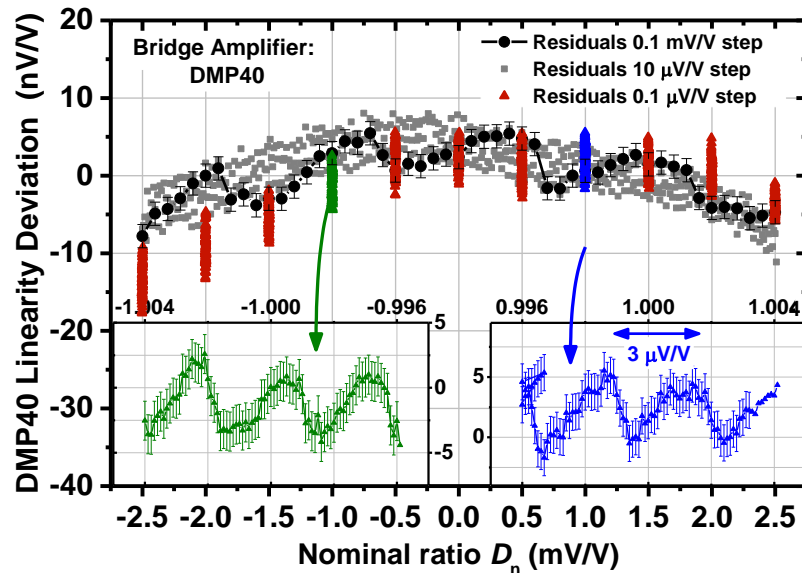 Bridge Amplifier:
DMP40
Residuals 0.1 mV/V step
Residuals 10 μV/V step
Residuals 0.1 μV/V step
DMP40 Linearity Deviation (nV/V)
20
10
0
-10
-20
-30
-40
-1.004 -1.000 -0.996
5
0
-5
0.996 1.000 1.004
3 μV/V
5
0
-2.5 -2.0 -1.5 -1.0 -0.5 0.0 0.5 1.0 1.5 2.0 2.5
Nominal ratio Dn (mV/V)